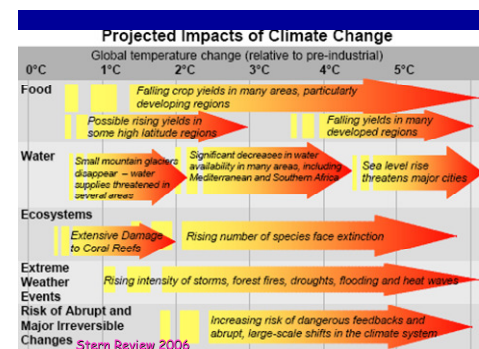 Projected Impacts of Climate Change
Global temperature change (relative to pre-industrial)
0°C 1°C 2°C 3°C 4°C 5°C
Food
Falling crop yields in many areas, particularly
developing regions
Possible rising yields in
some high latitude regions
Falling yields in many
developed regions
Water
Small mountain glaciers
disappear – water
supplies threatened in
several areas
Significant decreases in water
availability in many areas, including
Mediterranean and Southern Africa
Sea level rise
threatens major cities
Ecosystems
Extensive Damage
to Coral Reefs
Rising number of species face extinction
Extreme
Weather
Events
Rising intensity of storms, forest fires, droughts, flooding and heat waves
Risk of Abrupt and
Major Irreversible
Changes
Increasing risk of dangerous feedbacks and
abrupt, large-scale shifts in the climate system
Stern Review 2006